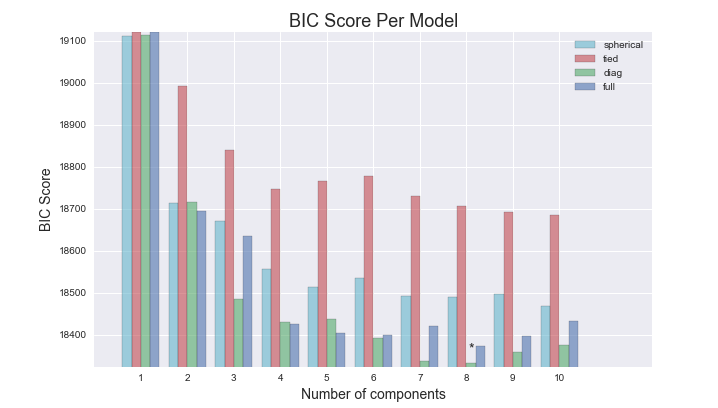 BIC Score Per Model
spherical
tied
diag
full
BIC Score
19100
19000
18900
18800
18700
18600
18500
18400
*
1 2 3 4 5 6 7 8 9 10
Number of components